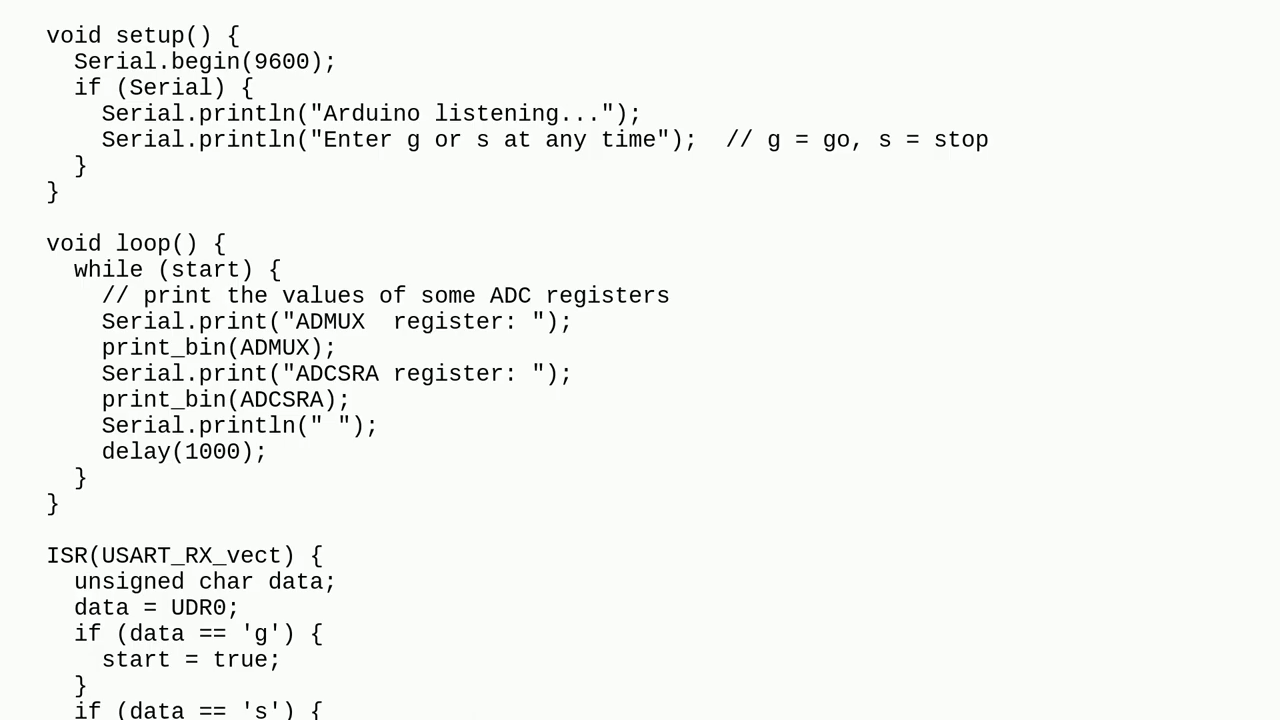 void setup() {
  Serial.begin(9600);
  if (Serial) {
    Serial.println("Arduino listening...");
    Serial.println("Enter g or s at any time");  // g = go, s = stop
  }
}

void loop() {
  while (start) {
    // print the values of some ADC registers
    Serial.print("ADMUX  register: ");
    print_bin(ADMUX);
    Serial.print("ADCSRA register: ");
    print_bin(ADCSRA);
    Serial.println(" ");
    delay(1000);
  }
}

ISR(USART_RX_vect) {
  unsigned char data;
  data = UDR0;
  if (data == 'g') {
    start = true;
  }
  if (data == 's') {